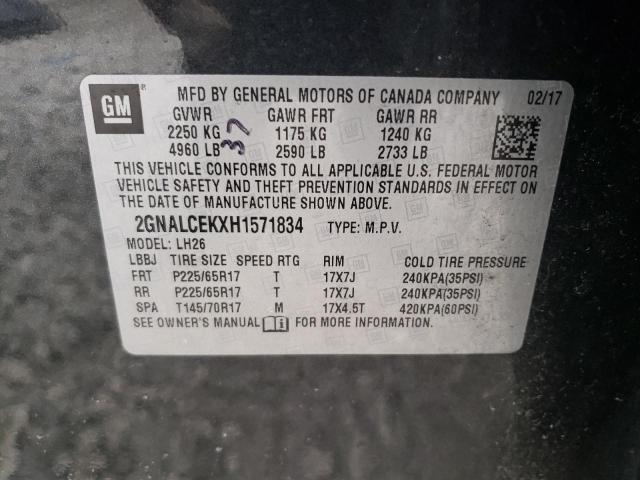 GM
MFD BY GENERAL MOTORS OF CANADA COMPANY 02/17
GVWR GAWR FRT GAWR RR
2250 KG 1175 KG 1240 KG
4960 LB 37 2590 LB 2733 LB
THIS VEHICLE CONFORMS TO ALL APPLICABLE U.S. FEDERAL MOTOR
VEHICLE SAFETY AND THEFT PREVENTION STANDARDS IN EFFECT ON
THE DATE OF MANUFACTURE SHOWN ABOVE.
2GNALCEKXH1571834 TYPE: M.P.V.
MODEL: LH26
LBBJ TIRE SIZE SPEED RTG RIM COLD TIRE PRESSURE
FRT P225/65R17 T 17X7J 240KPA(35PSI)
RR P225/65R17 T 17X7J 240KPA(35PSI)
SPA T145/70R17 M 17X4.5T 420KPA(60PSI)
SEE OWNER'S MANUAL FOR MORE INFORMATION.